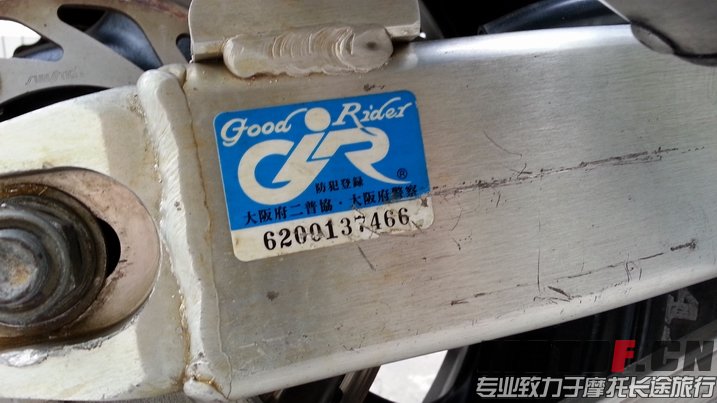 Good Rider
GR
®
防犯登録
大阪府二普協・大阪府警察
6200137466
F.CN
专业致力于摩托长途旅行